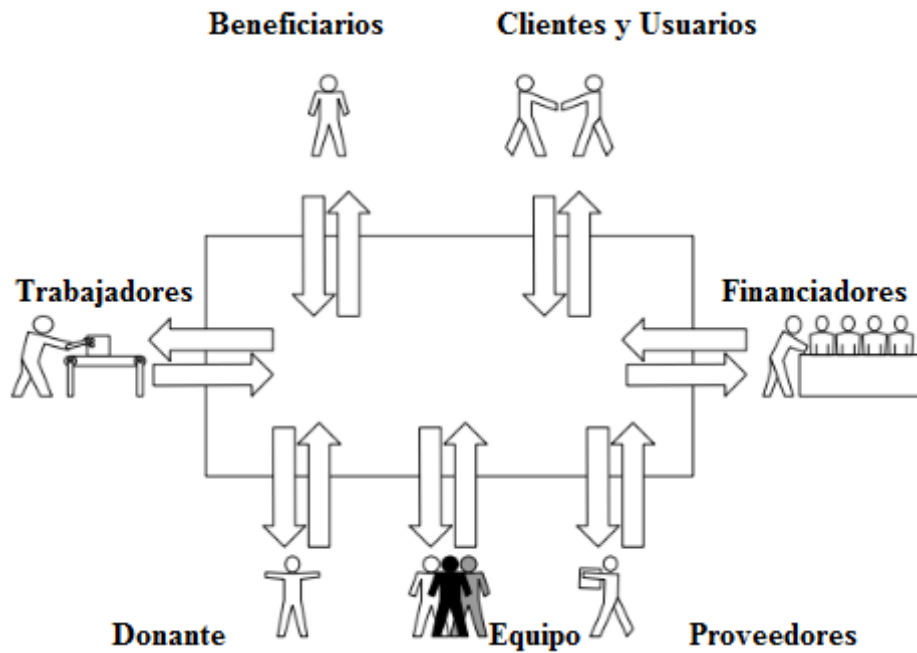 Beneficiarios
Clientes y Usuarios
Trabajadores
Financiadores
Donante
Equipo
Proveedores